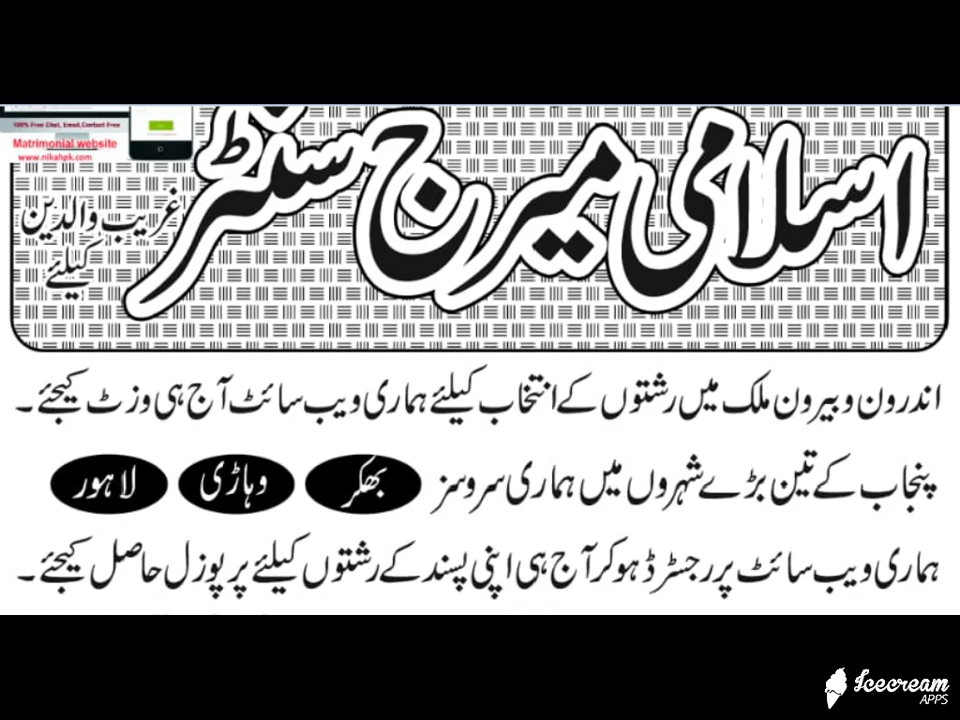 100% Free Chat, Email,Contact Free
Matrimonial website
www.nikahpk.com
اسلامی میرج سنٹر
غریب والدین
کیلئے
اندرون و بیرون ملک میں رشتوں کے انتخاب کیلئے ہماری ویب سائٹ آج ہی وزٹ کیجئے۔
پنجاب کے تین بڑے شہروں میں ہماری سروسز بھکر وہاڑی لاہور
ہماری ویب سائٹ پر رجسٹرڈ ہو کر آج ہی اپنی پسند کے رشتوں کیلئے پرپوزل حاصل کیجئے۔
Icecream
APPS